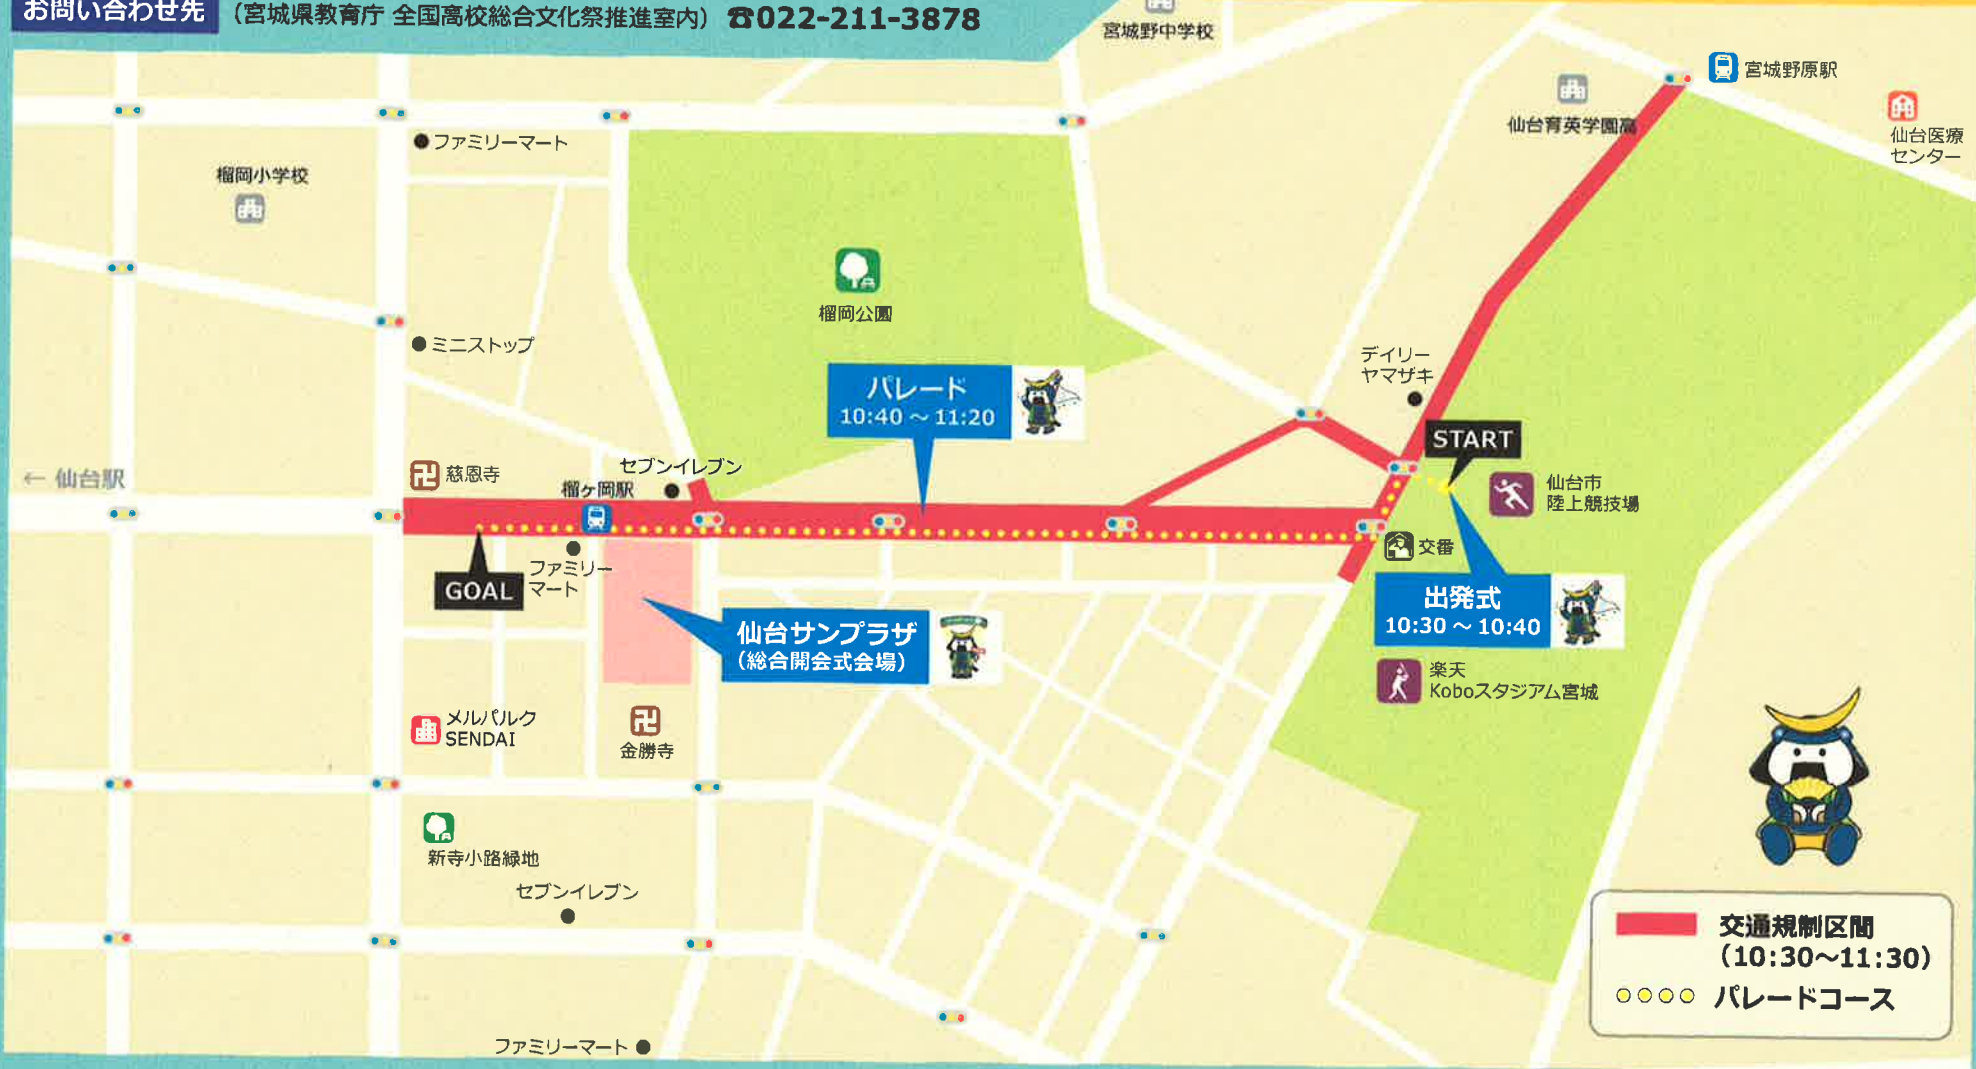 お問い合わせ先
（宮城県教育庁 全国高校総合文化祭推進室内）☎022-211-3878
宮城野中学校
宮城野原駅
仙台育英学園高
仙台医療
センター
ファミリーマート
榴岡小学校
榴岡公園
ミニストップ
デイリー
ヤマザキ
パレード
10:40 ～ 11:20
START
← 仙台駅
慈恩寺
セブンイレブン
榴ケ岡駅
仙台市
陸上競技場
交番
ファミリー
マート
GOAL
出発式
10:30 ～ 10:40
仙台サンプラザ
（総合開会式会場）
楽天
Koboスタジアム宮城
メルパルク
SENDAI
金勝寺
新寺小路緑地
セブンイレブン
交通規制区間
（10:30～11:30）
パレードコース
ファミリーマート